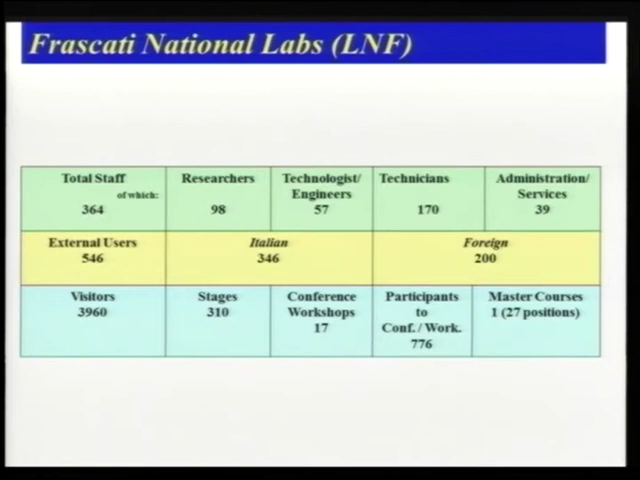 Frascati National Labs (LNF)
Total Staff
of which:
364
Researchers
98
Technologist/
Engineers
57
Technicians
170
Administration/
Services
39
External Users
546
Italian
346
Foreign
200
Visitors
3960
Stages
310
Conference
Workshops
17
Participants
to
Conf. / Work.
776
Master Courses
1 (27 positions)